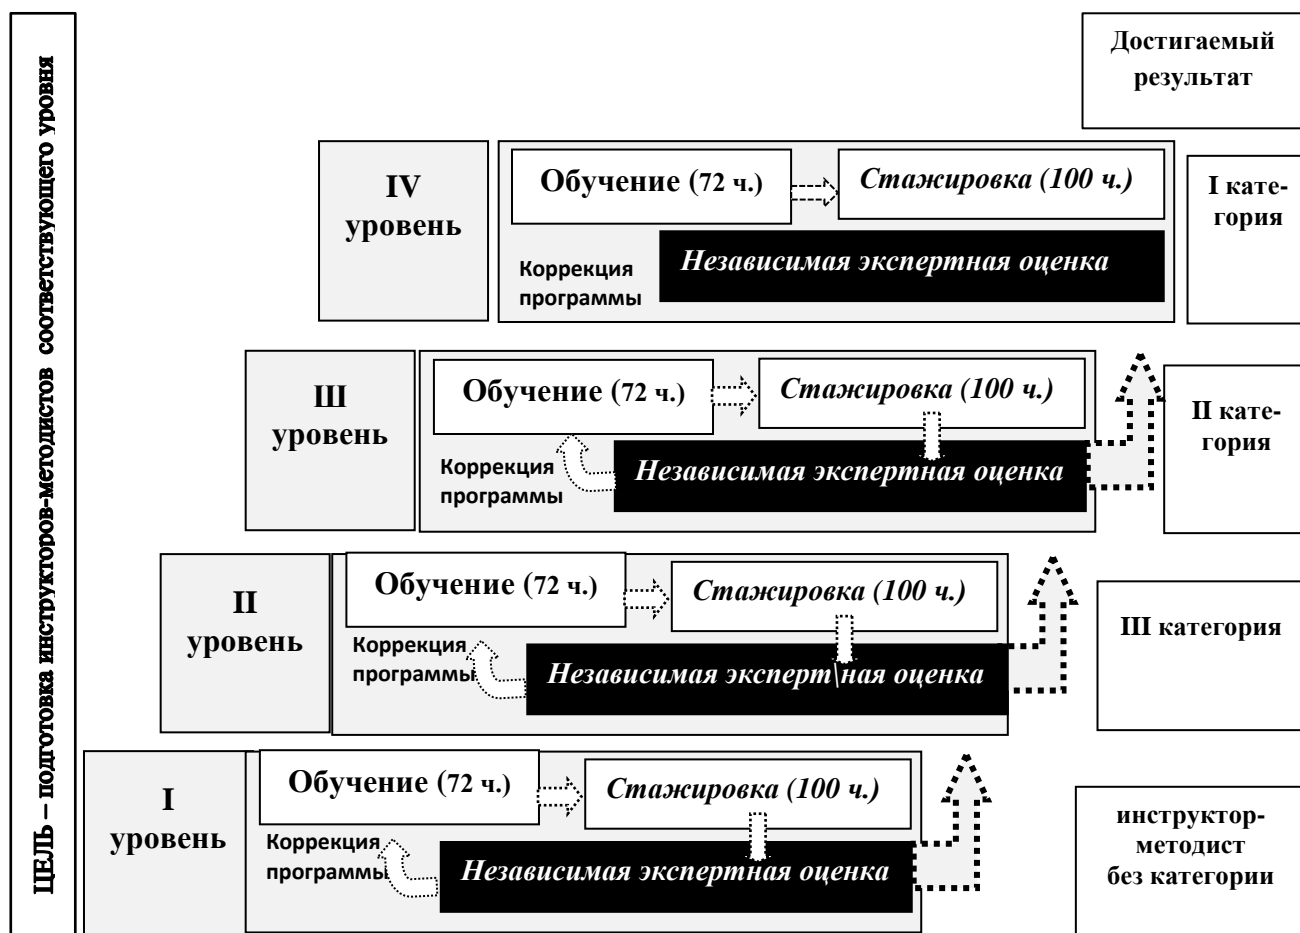 ЦЕЛЬ – подготовка инструкторов-методистов соответствующего уровня
Достигаемый
результат
IV
уровень
Обучение (72 ч.)
Стажировка (100 ч.)
Независимая экспертная оценка
Коррекция
программы
I кате-
гория
III
уровень
Обучение (72 ч.)
Стажировка (100 ч.)
Независимая экспертная оценка
Коррекция
программы
II кате-
гория
II
уровень
Обучение (72 ч.)
Стажировка (100 ч.)
Коррекция
программы
Независимая эксперт\ная оценка
III категория
I
уровень
Обучение (72 ч.)
Стажировка (100 ч.)
Коррекция
программы
Независимая экспертная оценка
инструктор-
методист
без категории